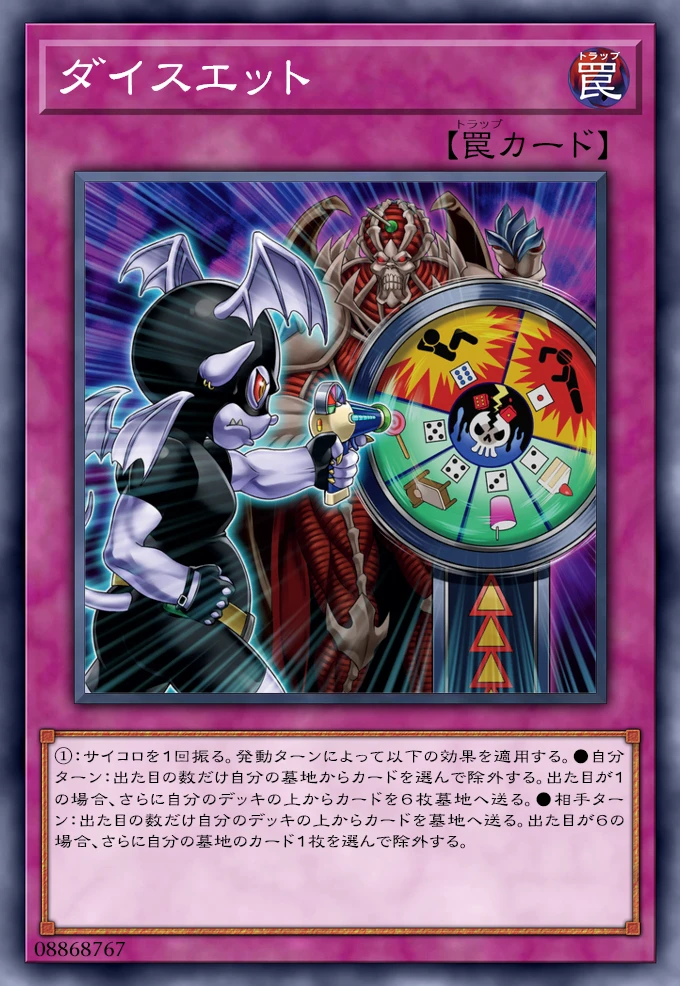 ダイスエット
トラップ
罠
トラップ
【罠カード】
①:サイコロを1回振る。発動ターンによって以下の効果を適用する。●自分
ターン:出た目の数だけ自分の墓地からカードを選んで除外する。出た目が1
の場合、さらに自分のデッキの上からカードを6枚墓地へ送る。●相手ター
ン:出た目の数だけ自分のデッキの上からカードを墓地へ送る。出た目が6の
場合、さらに自分の墓地のカード1枚を選んで除外する。
08868767